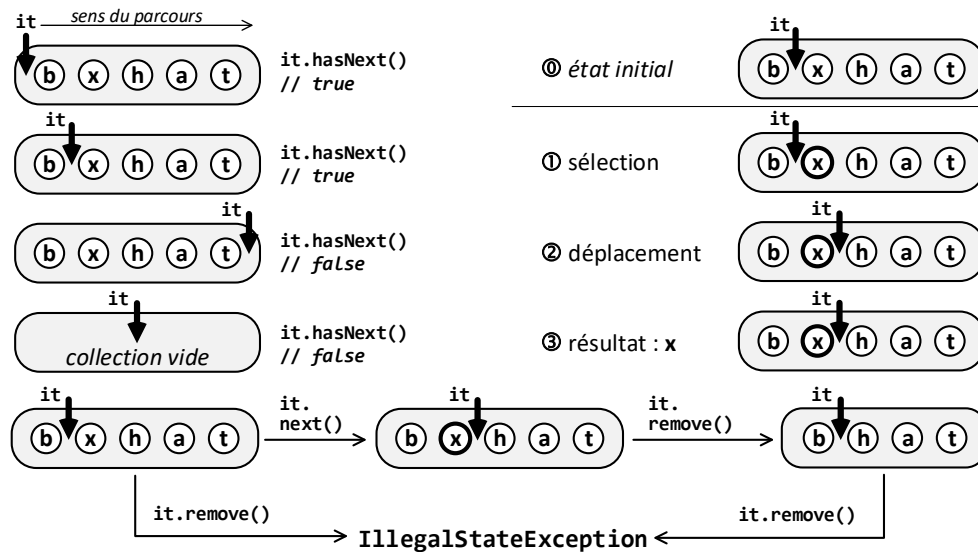 it sens du parcours
b x h a t
it.hasNext()
// true
it
b x h a t
it.hasNext()
// true
it
b x h a t
it.hasNext()
// false
it
collection vide
it.hasNext()
// false
⓪ état initial
it
b x h a t
① sélection
it
b x h a t
② déplacement
it
b x h a t
③ résultat : x
it
b x h a t
it
b x h a t
it.
next()
it
b x h a t
it.
remove()
it
b h a t
it.remove()
IllegalStateException
it.remove()